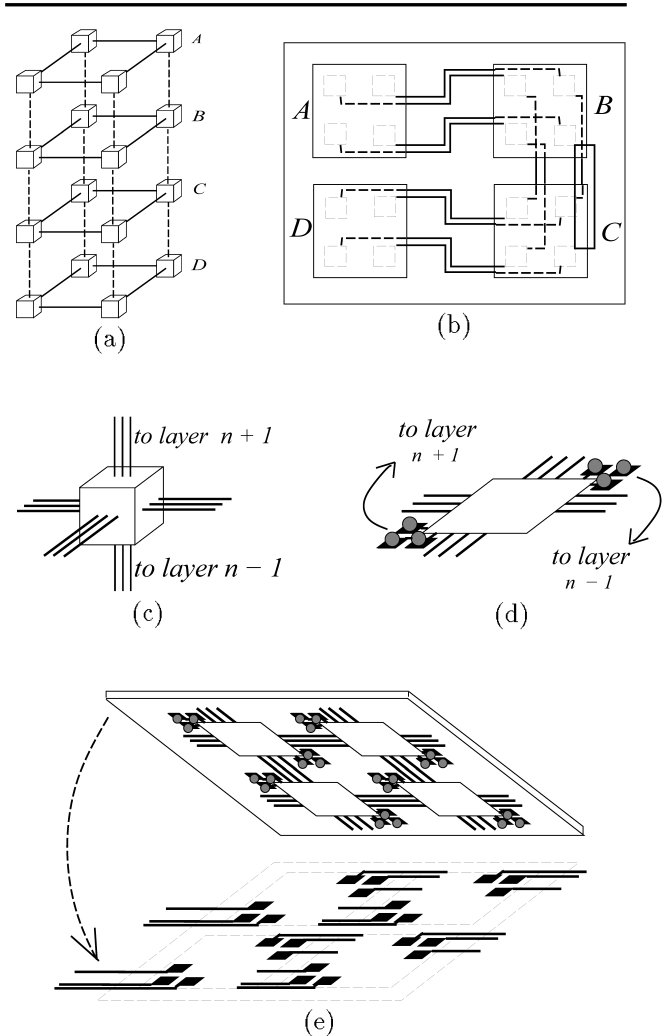 A
B
C
D
(a)
A
B
D
C
(b)
to layer n + 1
to layer n − 1
(c)
to layer
n + 1
to layer
n − 1
(d)
(e)